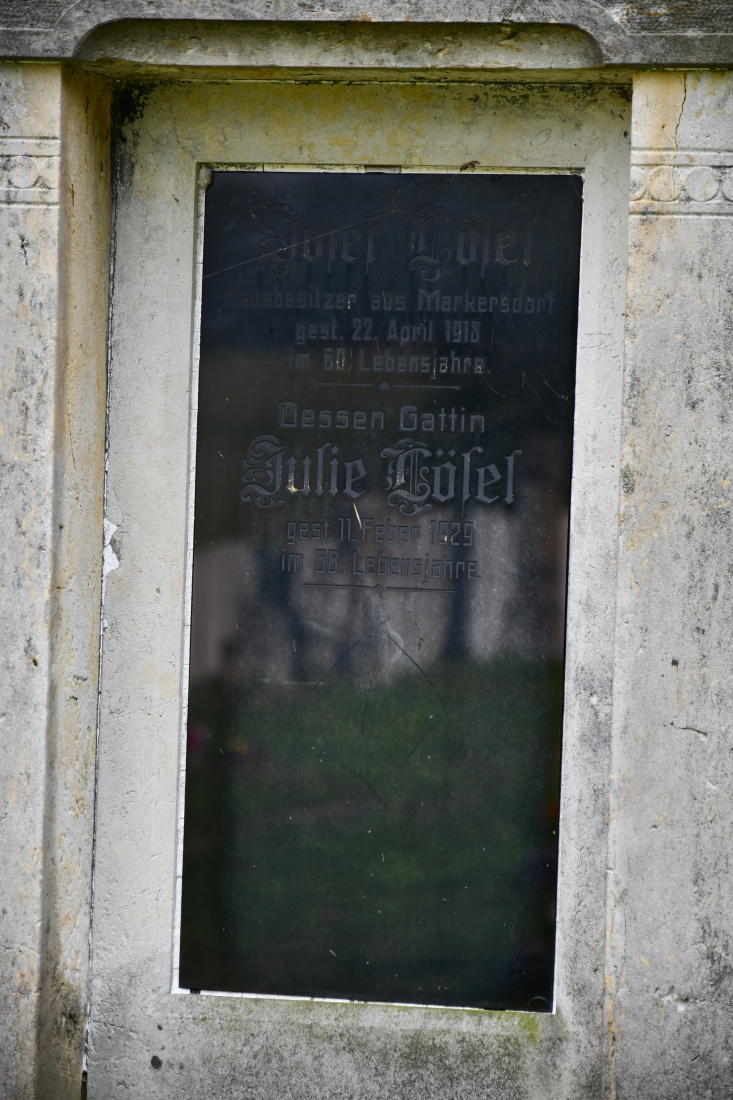 Josef Lösel
Hausbesitzer aus Markersdorf
gest. 22. April 1918
im 60. Lebensjahre.
Dessen Gattin
Julie Lösel
gest. 11. Feber 1929
im 68. Lebensjahre.